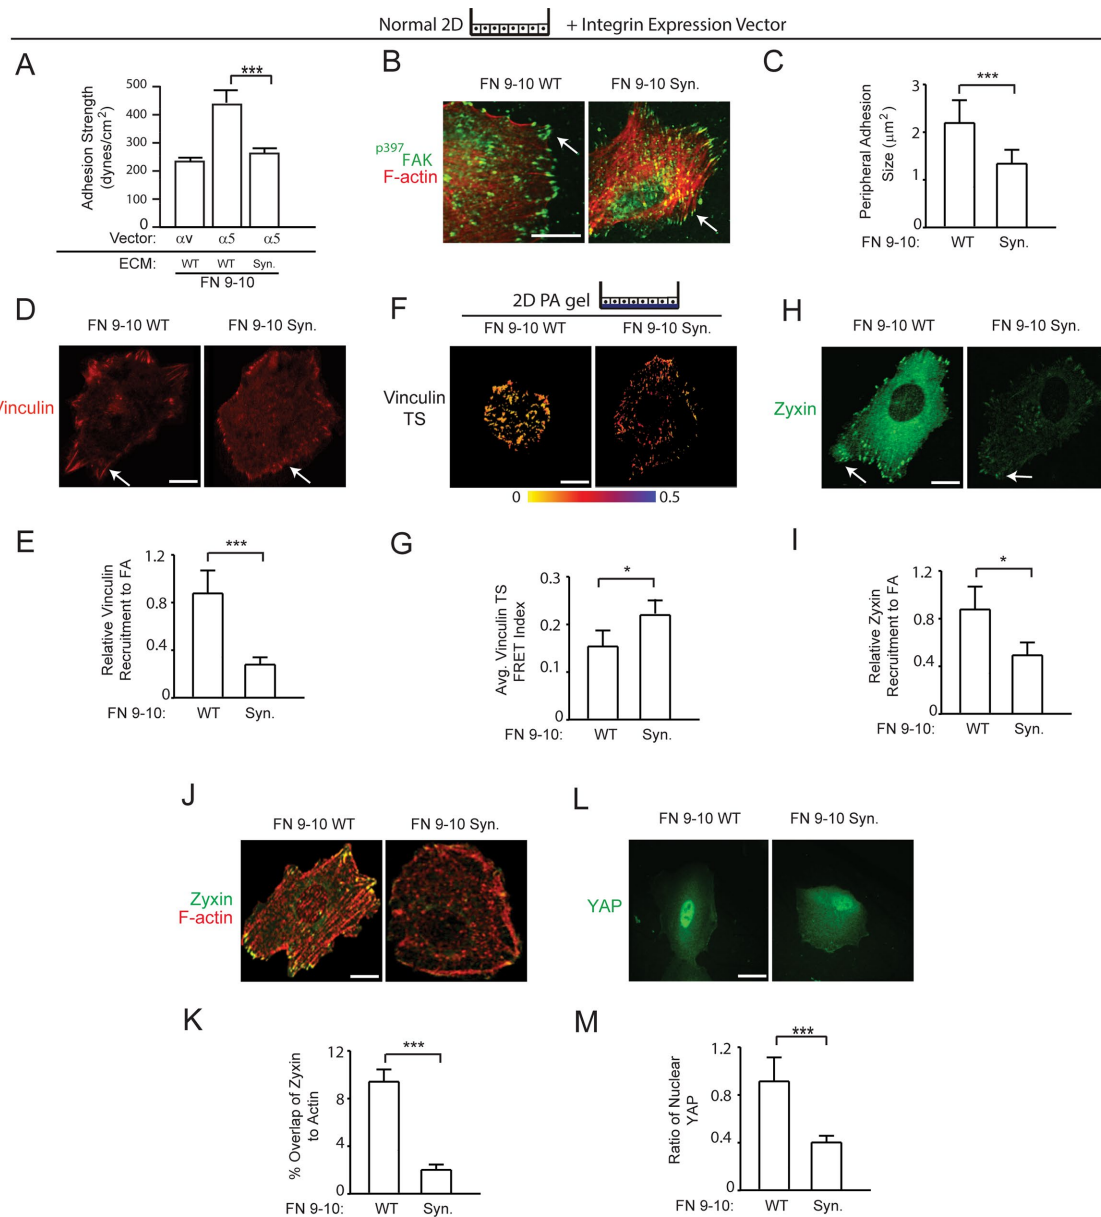 Normal 2D + Integrin Expression Vector
A
Adhesion Strength
(dynes/cm²)
500
400
300
200
100
0
***
Vector: αv α5 α5
ECM: WT WT Syn.
FN 9-10
B
FN 9-10 WT FN 9-10 Syn.
p397
FAK
F-actin
C
Peripheral Adhesion
Size (μm²)
3
2
1
0
***
FN 9-10: WT Syn.
D
FN 9-10 WT FN 9-10 Syn.
Vinculin
F
2D PA gel
FN 9-10 WT FN 9-10 Syn.
Vinculin
TS
0 0.5
H
FN 9-10 WT FN 9-10 Syn.
Zyxin
E
Relative Vinculin
Recruitment to FA
1.2
0.8
0.4
0
***
FN 9-10: WT Syn.
G
Avg. Vinculin TS
FRET Index
0.3
0.2
0.1
0
*
FN 9-10: WT Syn.
I
Relative Zyxin
Recruitment to FA
1.2
0.8
0.4
0
*
FN 9-10: WT Syn.
J
FN 9-10 WT FN 9-10 Syn.
Zyxin
F-actin
L
FN 9-10 WT FN 9-10 Syn.
YAP
K
% Overlap of Zyxin
to Actin
12
8
4
0
***
FN 9-10: WT Syn.
M
Ratio of Nuclear
YAP
1.2
0.8
0.4
0
***
FN 9-10: WT Syn.